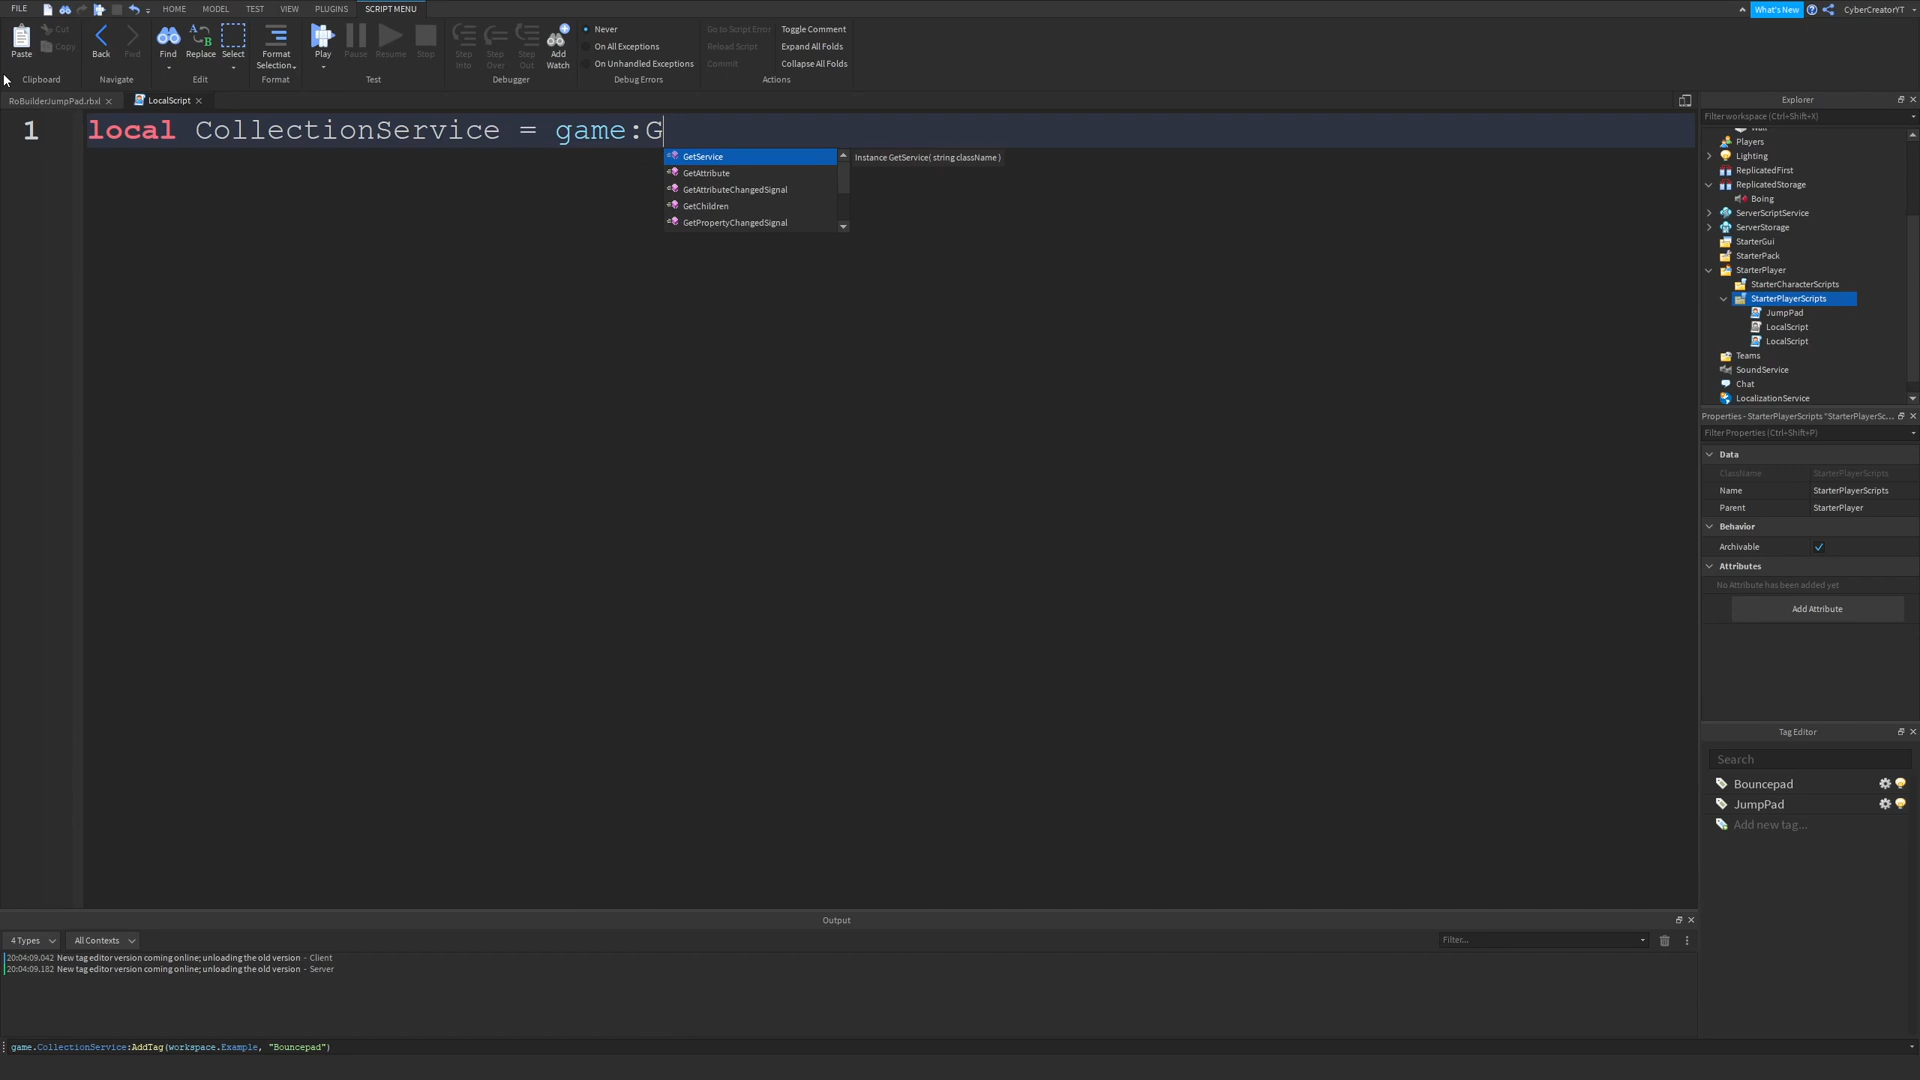 FILE HOME MODEL TEST VIEW PLUGINS SCRIPT MENU What's New CyberCreatorYT
Paste Cut Copy Clipboard
Back Fwd Navigate
Find Replace Select Edit
Format Selection Format
Play Pause Resume Stop Test
Step Into Step Over Step Out Add Watch Debugger
Never
On All Exceptions
On Unhandled Exceptions
Debug Errors
Go to Script Error Toggle Comment
Reload Script Expand All Folds
Commit Collapse All Folds
Actions
RoBuilderJumpPad.rbxl LocalScript
1 local CollectionService = game:G
GetService Instance GetService( string className )
GetAttribute
GetAttributeChangedSignal
GetChildren
GetPropertyChangedSignal
Explorer
Filter workspace (Ctrl+Shift+X)
Players
Lighting
ReplicatedFirst
ReplicatedStorage
Boing
ServerScriptService
ServerStorage
StarterGui
StarterPack
StarterPlayer
StarterCharacterScripts
StarterPlayerScripts
JumpPad
LocalScript
LocalScript
Teams
SoundService
Chat
LocalizationService
Properties - StarterPlayerScripts "StarterPlayerSc...
Filter Properties (Ctrl+Shift+P)
Data
ClassName StarterPlayerScripts
Name StarterPlayerScripts
Parent StarterPlayer
Behavior
Archivable
Attributes
No Attribute has been added yet
Add Attribute
Tag Editor
Search
Bouncepad
JumpPad
Add new tag...
Output
4 Types All Contexts Filter...
20:04:09.042 New tag editor version coming online; unloading the old version - Client
20:04:09.182 New tag editor version coming online; unloading the old version - Server
game.CollectionService:AddTag(workspace.Example, "Bouncepad")